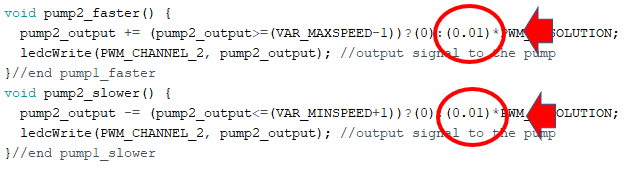 void pump2_faster() {
pump2_output += (pump2_output>=(VAR_MAXSPEED-1))?(0):(0.01)*PWM_ SOLUTION;
ledcWrite(PWM_CHANNEL_2, pump2_output); //output signal to the pump
}//end pump1_faster
void pump2_slower() {
pump2_output -= (pump2_output<=(VAR_MINSPEED+1))?(0):(0.01)*PWM_ SOLUTION;
ledcWrite(PWM_CHANNEL_2, pump2_output); //output signal to the pump
}//end pump1_slower